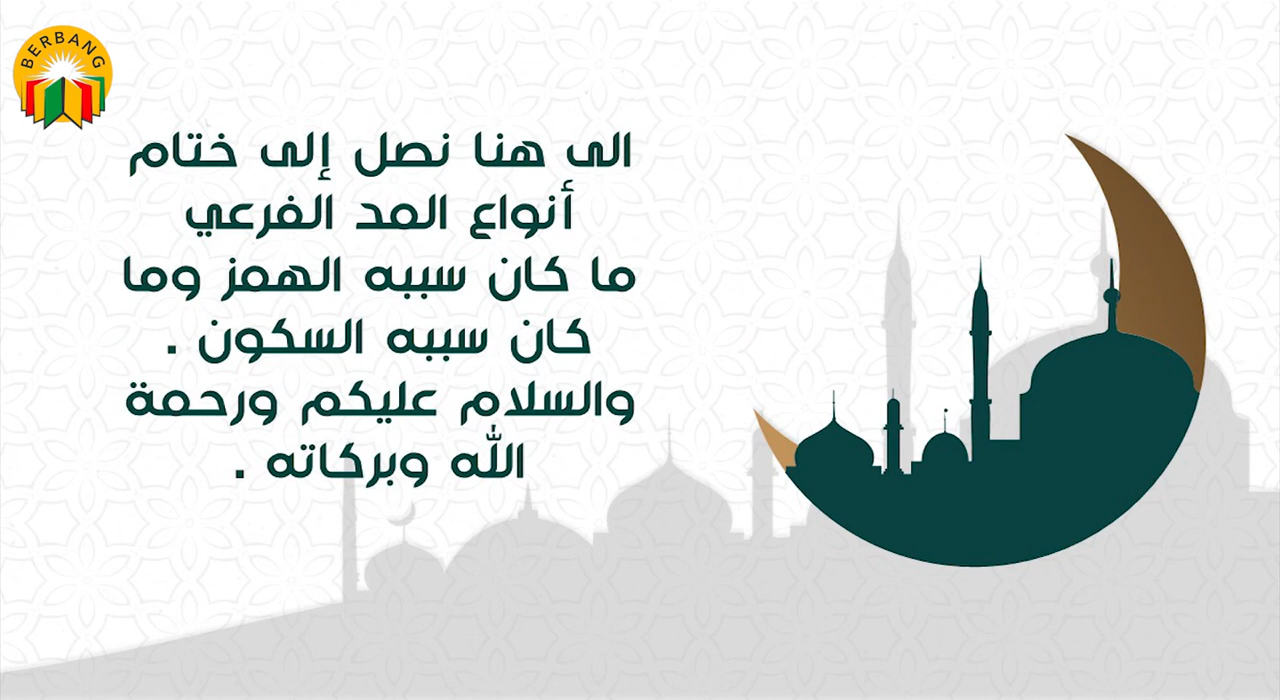 BERBANG
الى هنا نصل إلى ختام
أنواع المد الفرعي
ما كان سببه الهمز وما
كان سببه السكون .
والسلام عليكم ورحمة
الله وبركاته .